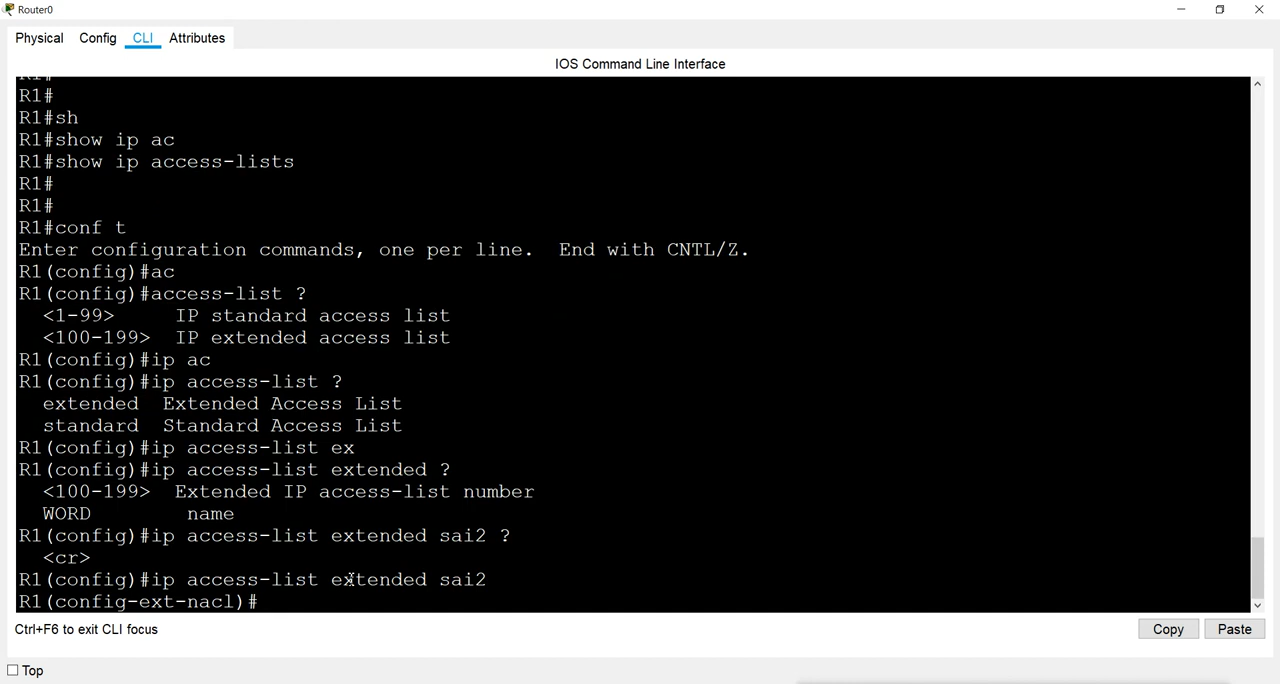 Router0
Physical Config CLI Attributes
IOS Command Line Interface
R1#
R1#
R1#sh
R1#show ip ac
R1#show ip access-lists
R1#
R1#
R1#conf t
Enter configuration commands, one per line.  End with CNTL/Z.
R1(config)#ac
R1(config)#access-list ?
  <1-99>     IP standard access list
  <100-199>  IP extended access list
R1(config)#ip ac
R1(config)#ip access-list ?
  extended  Extended Access List
  standard  Standard Access List
R1(config)#ip access-list ex
R1(config)#ip access-list extended ?
  <100-199>  Extended IP access-list number
  WORD        name
R1(config)#ip access-list extended sai2 ?
  <cr>
R1(config)#ip access-list extended sai2
R1(config-ext-nacl)#
Ctrl+F6 to exit CLI focus
Copy Paste
Top